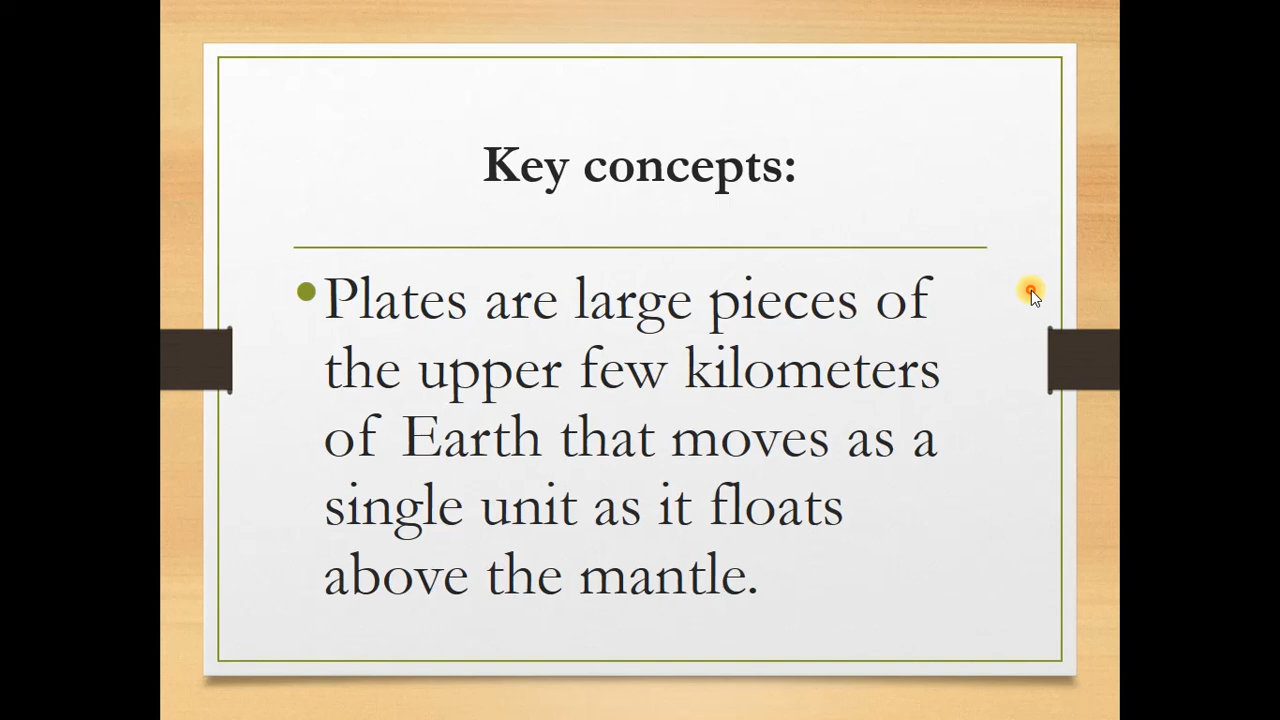 Key concepts:
•Plates are large pieces of
the upper few kilometers
of Earth that moves as a
single unit as it floats
above the mantle.